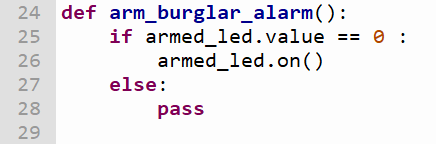 24 def arm_burglar_alarm():
25     if armed_led.value == 0 :
26         armed_led.on()
27     else:
28         pass
29